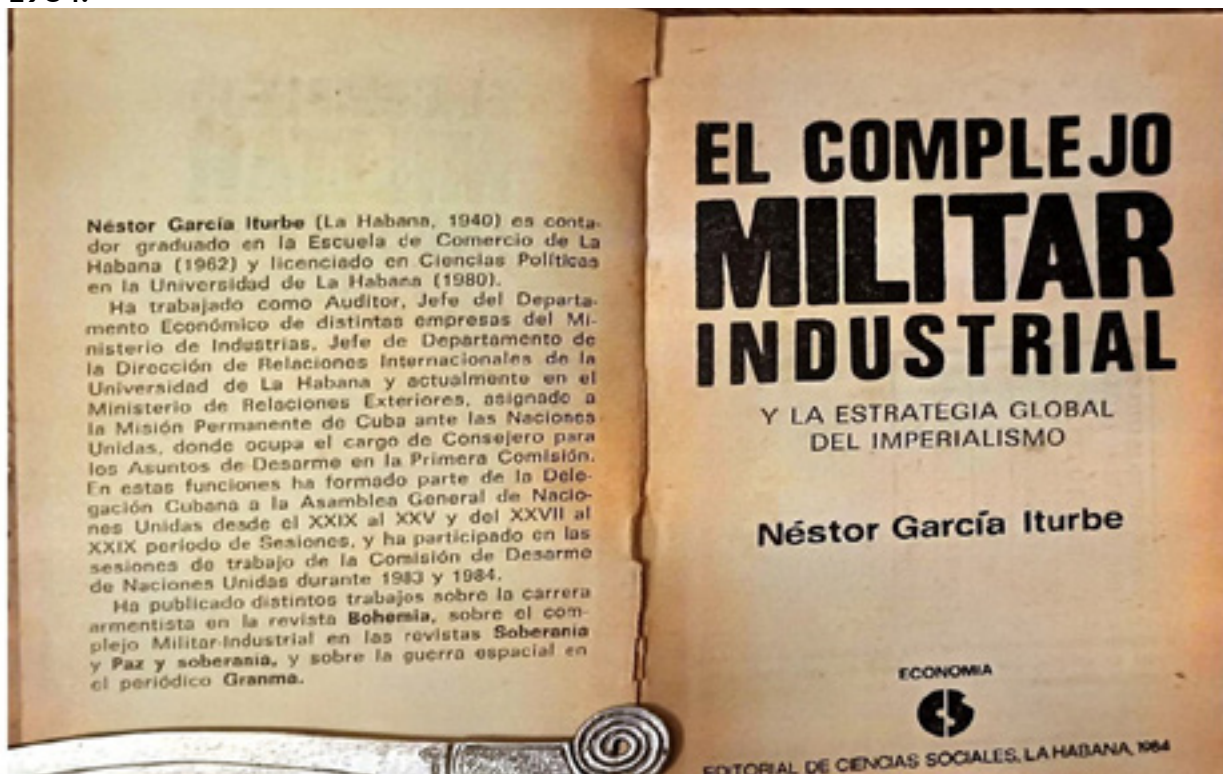 Néstor García Iturbe (La Habana, 1940) es conta-
dor graduado en la Escuela de Comercio de La
Habana (1962) y licenciado en Ciencias Políticas
en la Universidad de La Habana (1980).
Ha trabajado como Auditor, Jefe del Departa-
mento Económico de distintas empresas del Mi-
nisterio de Industrias, Jefe de Departamento de
la Dirección de Relaciones Internacionales de la
Universidad de La Habana y actualmente en el
Ministerio de Relaciones Exteriores, asignado a
la Misión Permanente de Cuba ante las Naciones
Unidas, donde ocupa el cargo de Consejero para
los Asuntos de Desarme en la Primera Comisión.
En estas funciones ha formado parte de la Dele-
gación Cubana a la Asamblea General de Nacio-
nes Unidas desde el XXIX al XXV y del XXVII al
XXIX período de Sesiones, y ha participado en las
sesiones de trabajo de la Comisión de Desarme
de Naciones Unidas durante 1983 y 1984.
Ha publicado distintos trabajos sobre la carrera
armentista en la revista Bohemia, sobre el com-
plejo Militar-Industrial en las revistas Soberanía
y Paz y soberanía, y sobre la guerra espacial en
el periódico Granma.
EL COMPLEJO
MILITAR
INDUSTRIAL
Y LA ESTRATEGIA GLOBAL
DEL IMPERIALISMO
Néstor García Iturbe
ECONOMIA
CS
EDITORIAL DE CIENCIAS SOCIALES, LA HABANA, 1984